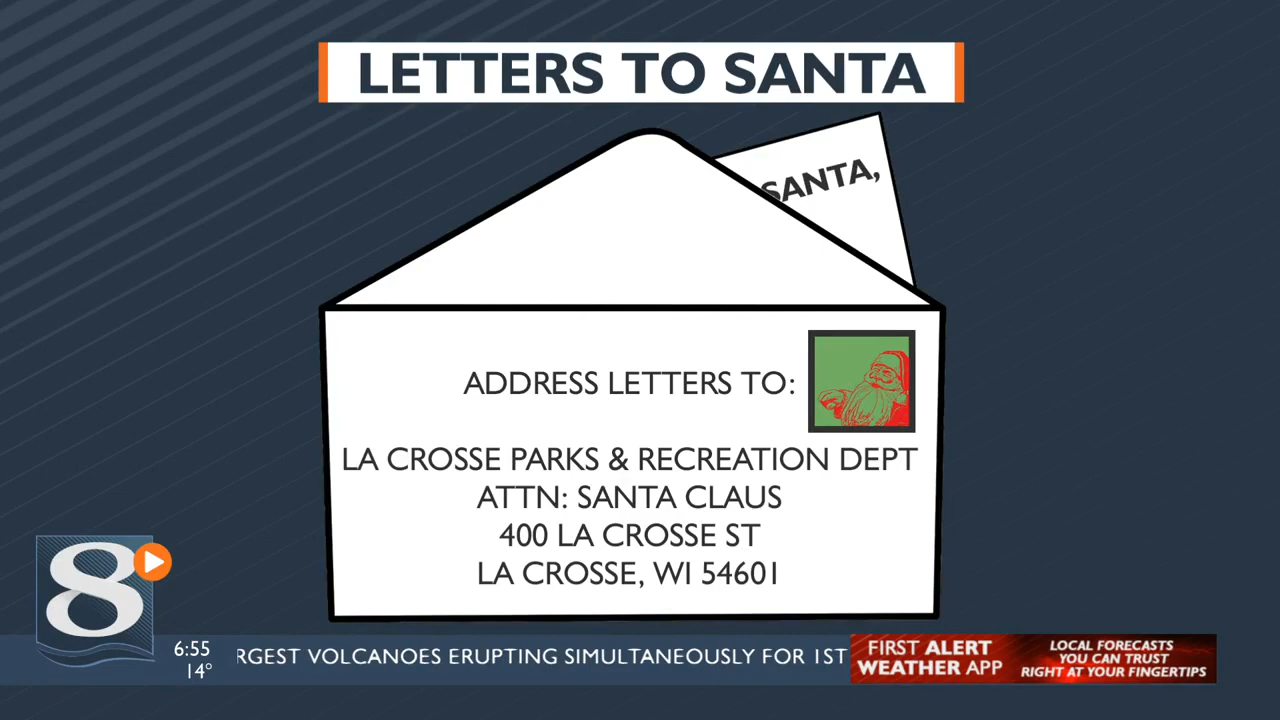 LETTERS TO SANTA
SANTA,
ADDRESS LETTERS TO:
LA CROSSE PARKS & RECREATION DEPT
ATTN: SANTA CLAUS
400 LA CROSSE ST
LA CROSSE, WI 54601
8
6:55
14°
RGEST VOLCANOES ERUPTING SIMULTANEOUSLY FOR 1ST
FIRST ALERT
WEATHER APP
LOCAL FORECASTS
YOU CAN TRUST
RIGHT AT YOUR FINGERTIPS